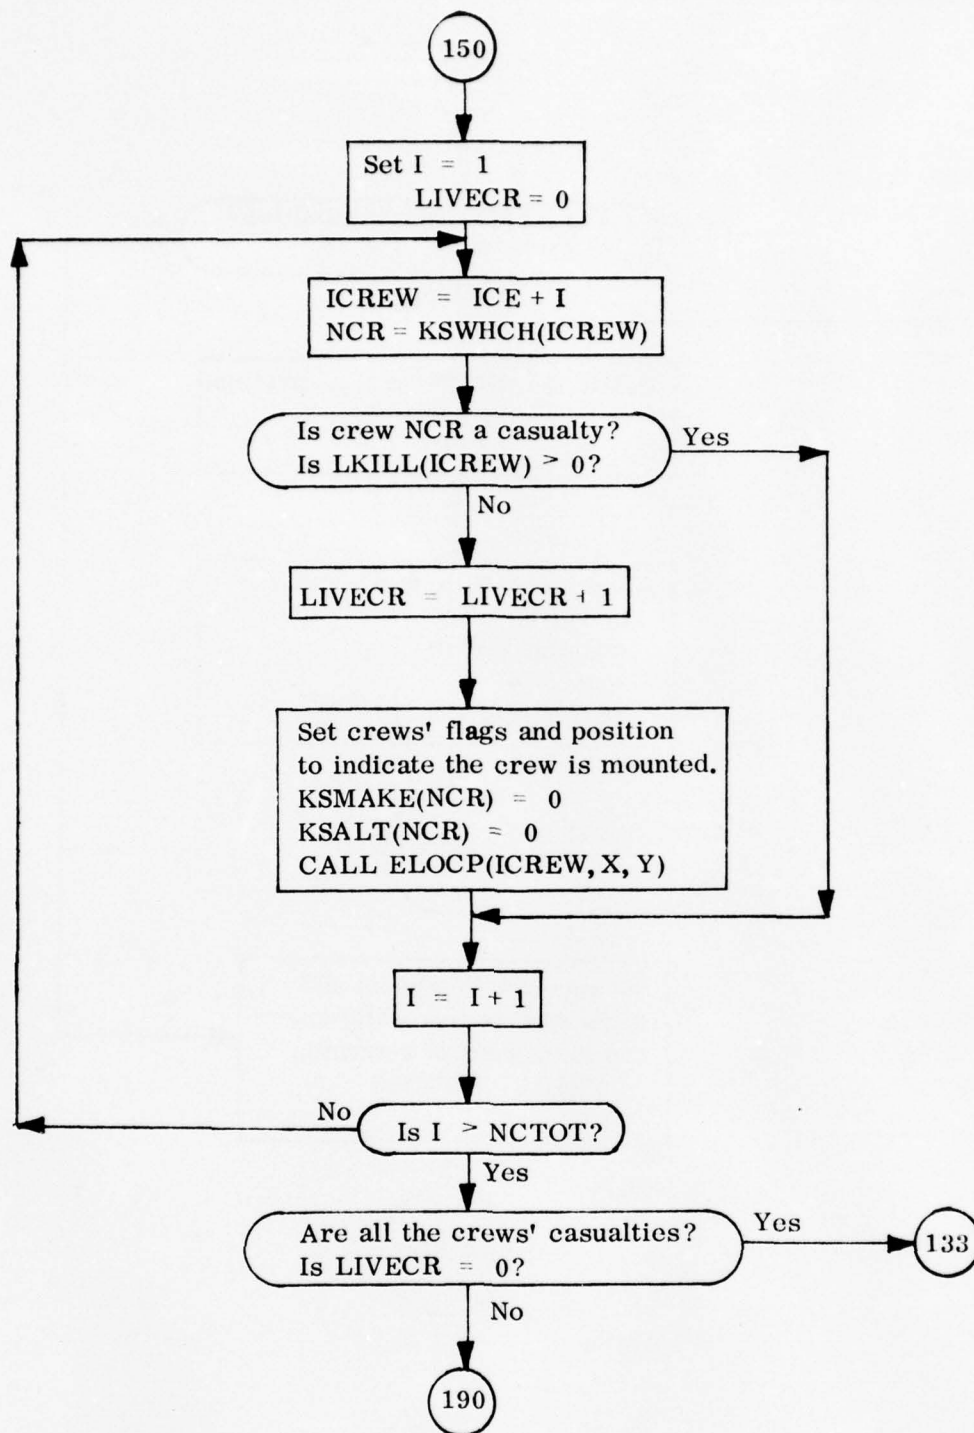 150
Set I = 1
LIVECR = 0
ICREW = ICE + I
NCR = KSWHCH(ICREW)
Is crew NCR a casualty?
Is LKILL(ICREW) > 0?
Yes
No
LIVECR = LIVECR + 1
Set crews' flags and position
to indicate the crew is mounted.
KSMAKE(NCR) = 0
KSALT(NCR) = 0
CALL ELOCP(ICREW, X, Y)
I = I + 1
No
Is I > NCTOT?
Yes
Are all the crews' casualties?
Is LIVECR = 0?
Yes
133
No
190